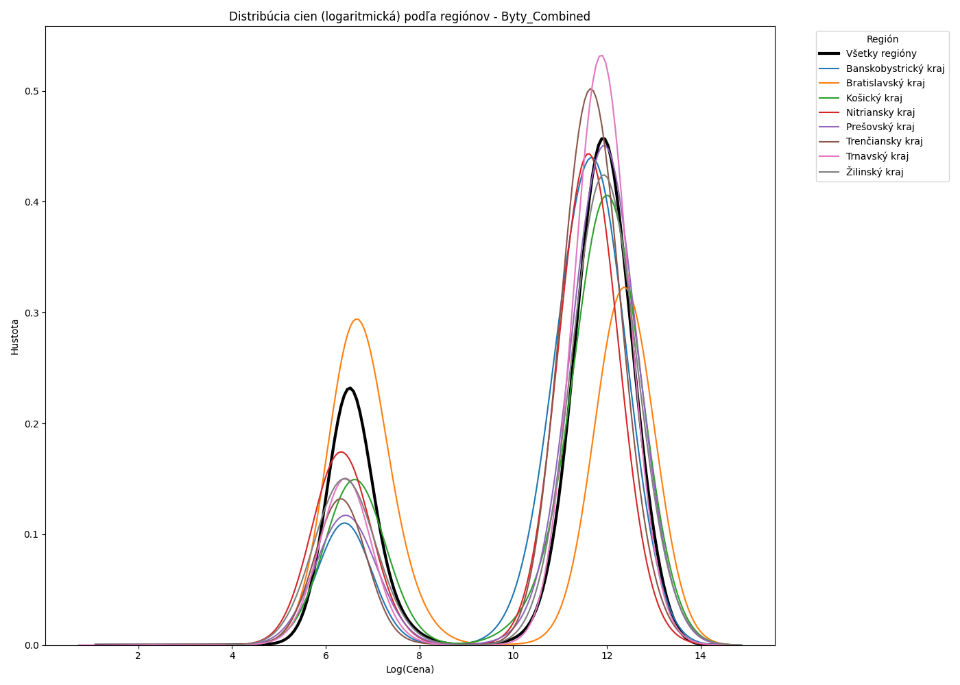 Distribúcia cien (logaritmická) podľa regiónov - Byty_Combined
Región
Všetky regióny
Banskobystrický kraj
Bratislavský kraj
Košický kraj
Nitriansky kraj
Prešovský kraj
Trenčiansky kraj
Trnavský kraj
Žilinský kraj
Hustota
0.5
0.4
0.3
0.2
0.1
0.0
2 4 6 8 10 12 14
Log(Cena)